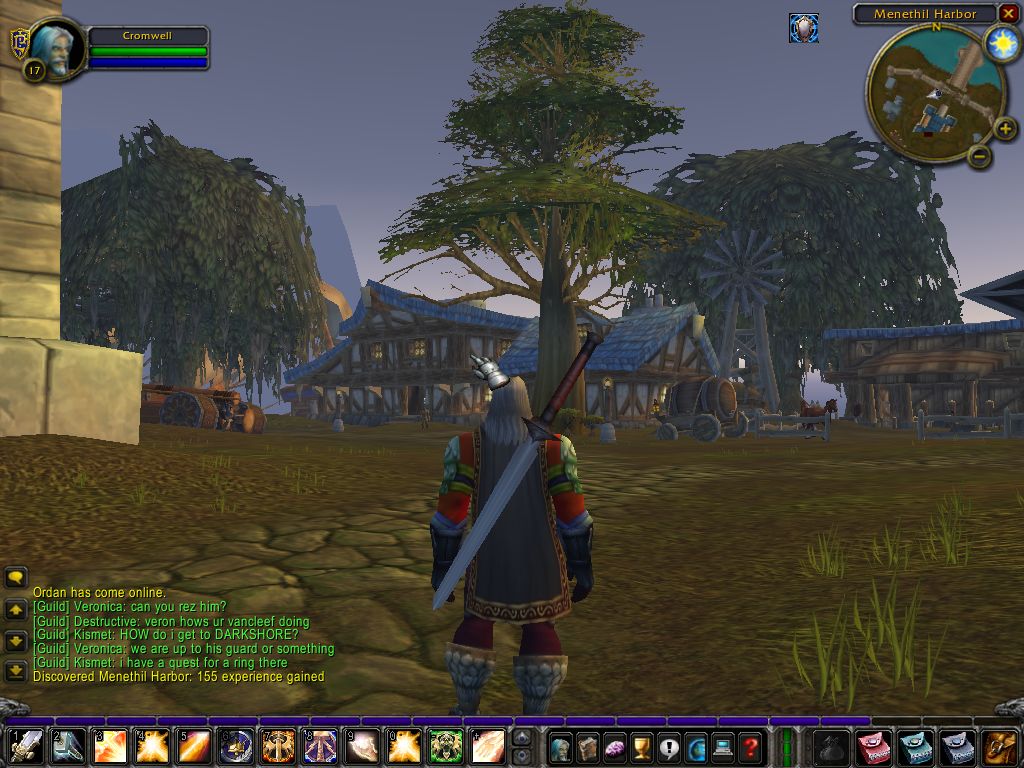 Cromwell
17
Menethil Harbor
N
Ordan has come online.
[Guild] Veronica: can you rez him?
[Guild] Destructive: veron hows ur vancleef doing
[Guild] Kismet: HOW do i get to DARKSHORE?
[Guild] Veronica: we are up to his guard or something
[Guild] Kismet: i have a quest for a ring there
Discovered Menethil Harbor: 155 experience gained